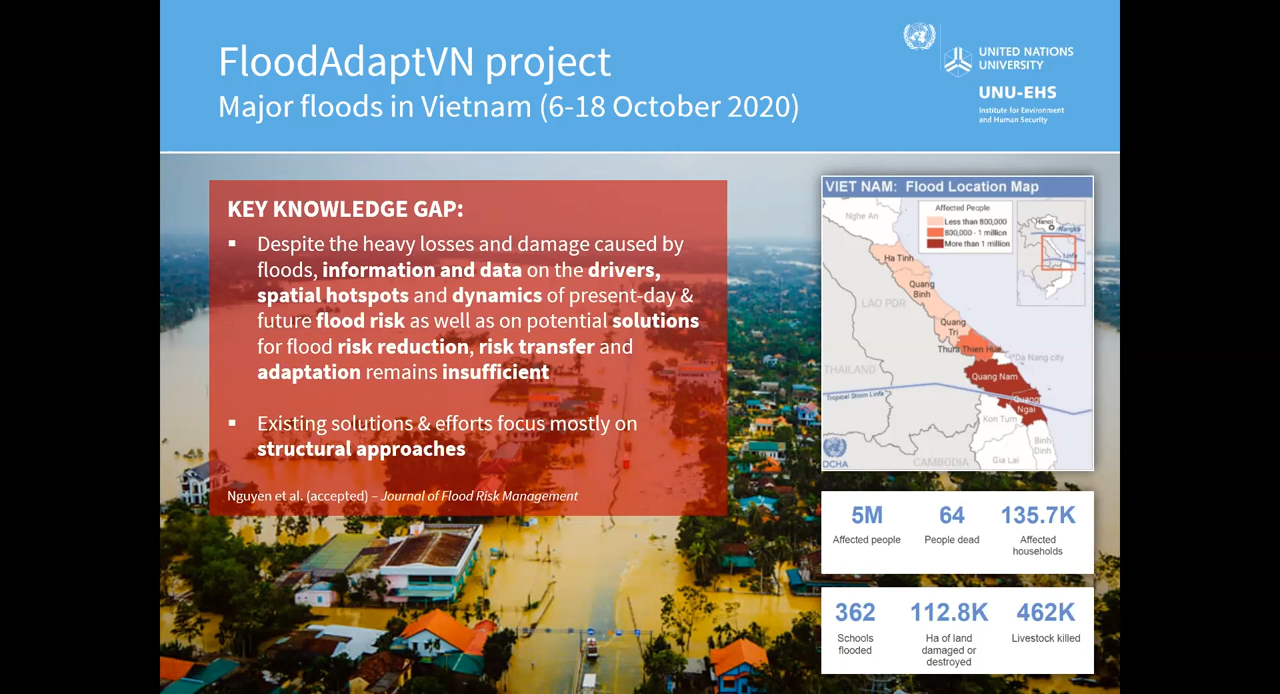 FloodAdaptVN project
Major floods in Vietnam (6-18 October 2020)
UNITED NATIONS
UNIVERSITY
UNU-EHS
Institute for Environment
and Human Security
KEY KNOWLEDGE GAP:
▪ Despite the heavy losses and damage caused by
floods, information and data on the drivers,
spatial hotspots and dynamics of present-day &
future flood risk as well as on potential solutions
for flood risk reduction, risk transfer and
adaptation remains insufficient
▪ Existing solutions & efforts focus mostly on
structural approaches
Nguyen et al. (accepted) – Journal of Flood Risk Management
VIET NAM: Flood Location Map
Affected People
Less than 800,000
800,000 - 1 million
More than 1 million
Hanoi
Nangka
Linfa
Nghe An
Ha Tinh
Quang
Binh
LAO PDR
Quang
Tri
Thura Thien Hue
Da Nang city
THAILAND
Quang Nam
Tropical Storm Linfa
Quang
Ngai
Kon Tum
Binh
Dinh
Gia Lai
OCHA
CAMBODIA
5M
Affected people
64
People dead
135.7K
Affected
households
362
Schools
flooded
112.8K
Ha of land
damaged or
destroyed
462K
Livestock killed